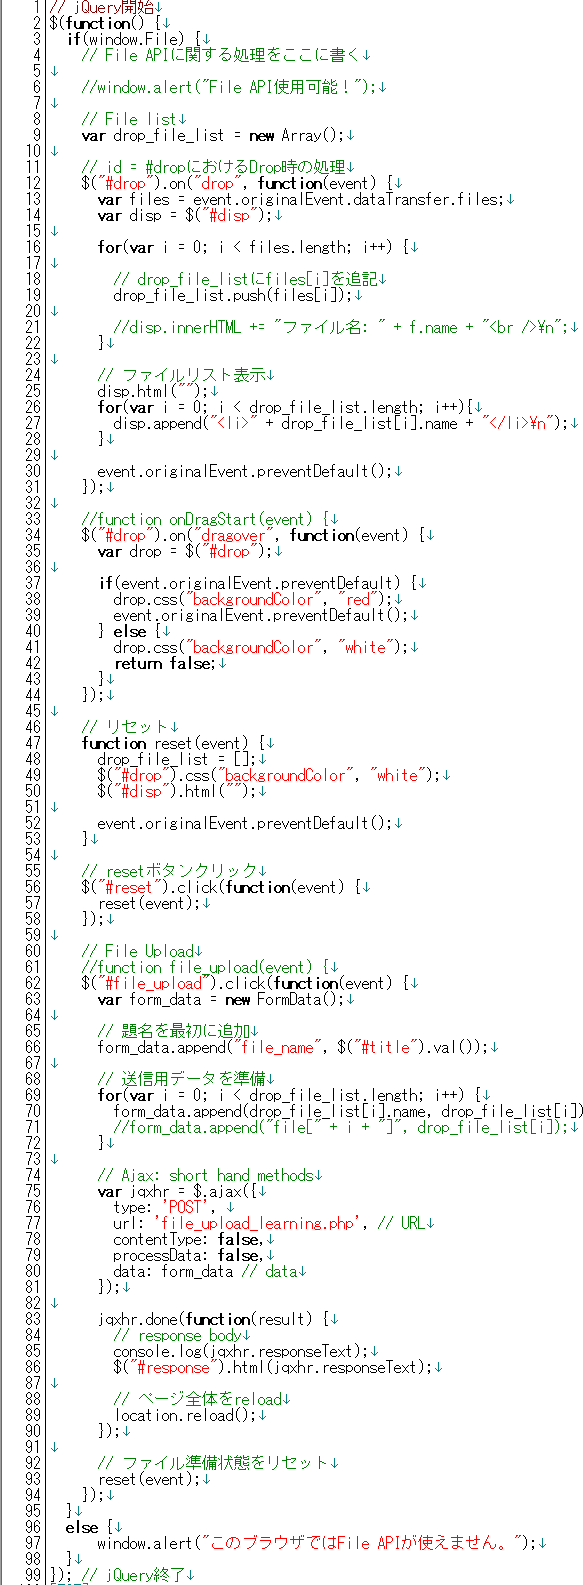 1 // jQuery開始↓
2 $(function() {↓
3   if(window.File) {↓
4     // File APIに関する処理をここに書く↓
5 ↓
6     //window.alert("File API使用可能！");↓
7 ↓
8     // File list↓
9     var drop_file_list = new Array();↓
10 ↓
11     // id = #dropにおけるDrop時の処理↓
12     $("#drop").on("drop", function(event) {↓
13       var files = event.originalEvent.dataTransfer.files;↓
14       var disp = $("#disp");↓
15 ↓
16       for(var i = 0; i < files.length; i++) {↓
17 ↓
18         // drop_file_listにfiles[i]を追記↓
19         drop_file_list.push(files[i]);↓
20 ↓
21         //disp.innerHTML += "ファイル名: " + f.name + "<br />¥n";↓
22       }↓
23 ↓
24       // ファイルリスト表示↓
25       disp.html("");↓
26       for(var i = 0; i < drop_file_list.length; i++){↓
27         disp.append("<li>" + drop_file_list[i].name + "</li>¥n");↓
28       }↓
29 ↓
30       event.originalEvent.preventDefault();↓
31     });↓
32 ↓
33     //function onDragStart(event) {↓
34     $("#drop").on("dragover", function(event) {↓
35       var drop = $("#drop");↓
36 ↓
37       if(event.originalEvent.preventDefault) {↓
38         drop.css("backgroundColor", "red");↓
39         event.originalEvent.preventDefault();↓
40       } else {↓
41         drop.css("backgroundColor", "white");↓
42         return false;↓
43       }↓
44     });↓
45 ↓
46     // リセット↓
47     function reset(event) {↓
48       drop_file_list = [];↓
49       $("#drop").css("backgroundColor", "white");↓
50       $("#disp").html("");↓
51 ↓
52       event.originalEvent.preventDefault();↓
53     }↓
54 ↓
55     // resetボタンクリック↓
56     $("#reset").click(function(event) {↓
57       reset(event);↓
58     });↓
59 ↓
60     // File Upload↓
61     //function file_upload(event) {↓
62     $("#file_upload").click(function(event) {↓
63       var form_data = new FormData();↓
64 ↓
65       // 題名を最初に追加↓
66       form_data.append("file_name", $("#title").val());↓
67 ↓
68       // 送信用データを準備↓
69       for(var i = 0; i < drop_file_list.length; i++) {↓
70         form_data.append(drop_file_list[i].name, drop_file_list[i])
71         //form_data.append("file[" + i + "]", drop_file_list[i]);↓
72       }↓
73 ↓
74       // Ajax: short hand methods↓
75       var jqxhr = $.ajax({↓
76         type: 'POST', ↓
77         url: 'file_upload_learning.php', // URL↓
78         contentType: false,↓
79         processData: false,↓
80         data: form_data // data↓
81       });↓
82 ↓
83       jqxhr.done(function(result) {↓
84         // response body↓
85         console.log(jqxhr.responseText);↓
86         $("#response").html(jqxhr.responseText);↓
87 ↓
88         // ページ全体をreload↓
89         location.reload();↓
90       });↓
91 ↓
92       // ファイル準備状態をリセット↓
93       reset(event);↓
94     });↓
95   }↓
96   else {↓
97       window.alert("このブラウザではFile APIが使えません。");↓
98   }↓
99 }); // jQuery終了↓